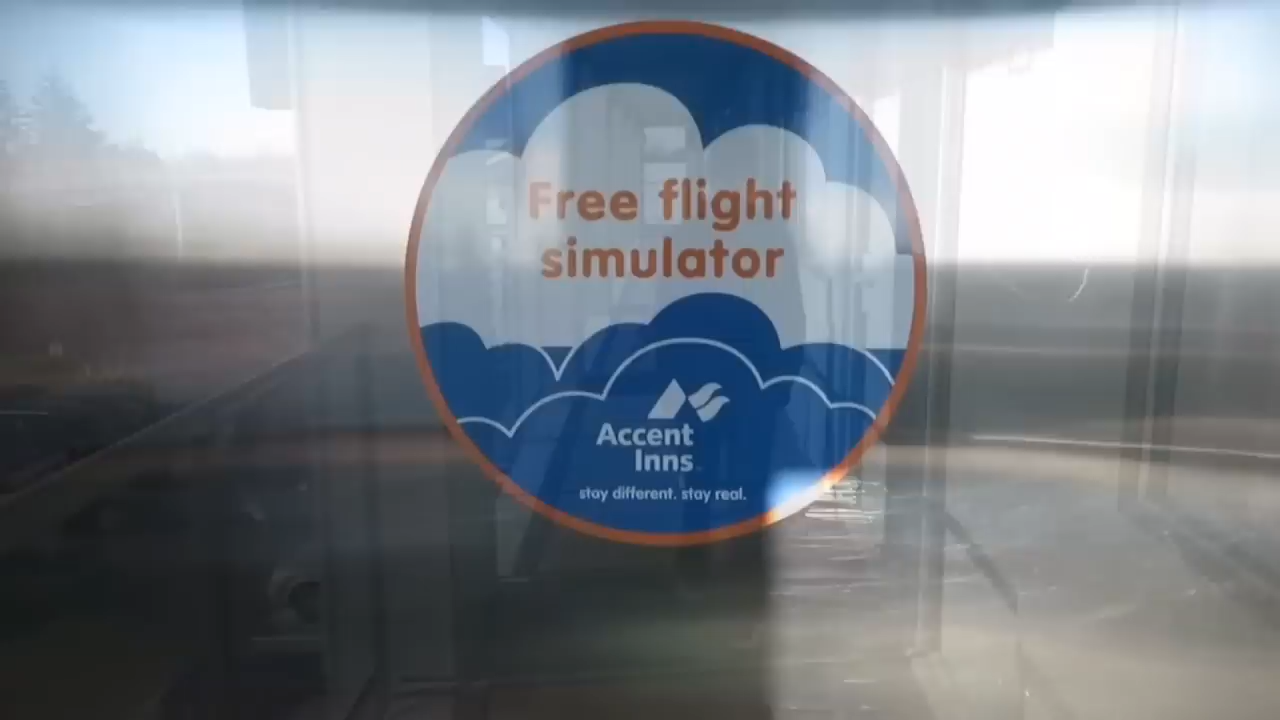 Free flight
simulator
Accent
Inns
stay different. stay real.